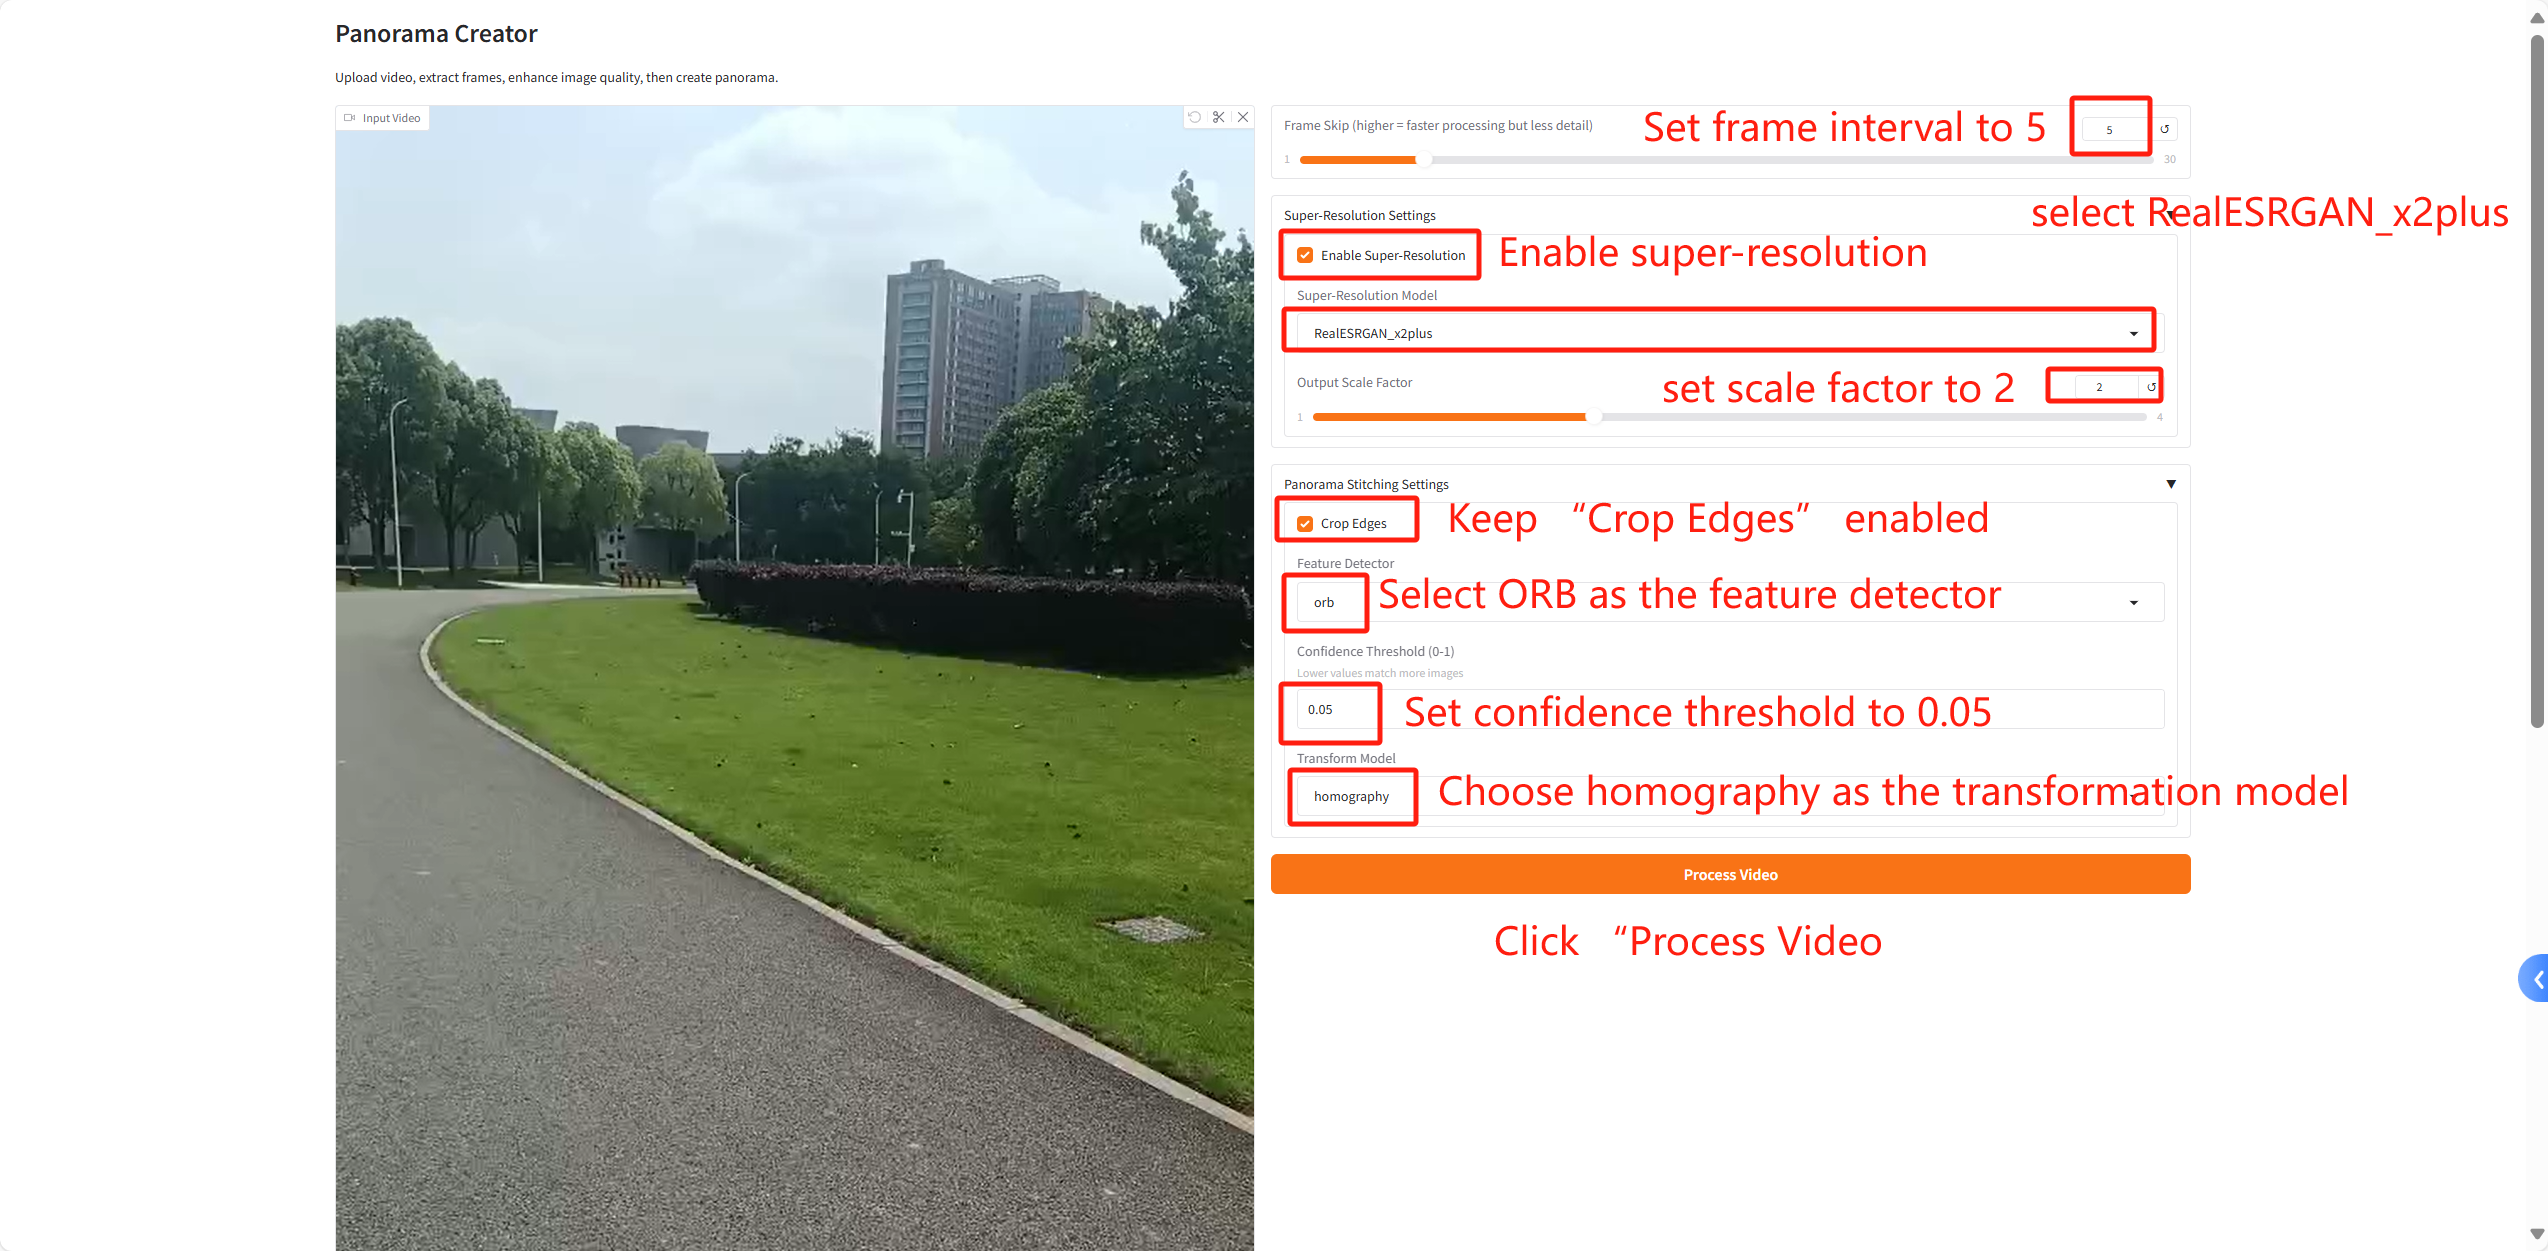 Panorama Creator
Upload video, extract frames, enhance image quality, then create panorama.
Input Video
Frame Skip (higher = faster processing but less detail)
Set frame interval to 5
5
1
30
Super-Resolution Settings
select RealESRGAN_x2plus
Enable Super-Resolution
Enable super-resolution
Super-Resolution Model
RealESRGAN_x2plus
Output Scale Factor
set scale factor to 2
2
1
4
Panorama Stitching Settings
Crop Edges
Keep “Crop Edges” enabled
Feature Detector
orb
Select ORB as the feature detector
Confidence Threshold (0-1)
Lower values match more images
0.05
Set confidence threshold to 0.05
Transform Model
homography
Choose homography as the transformation model
Process Video
Click “Process Video